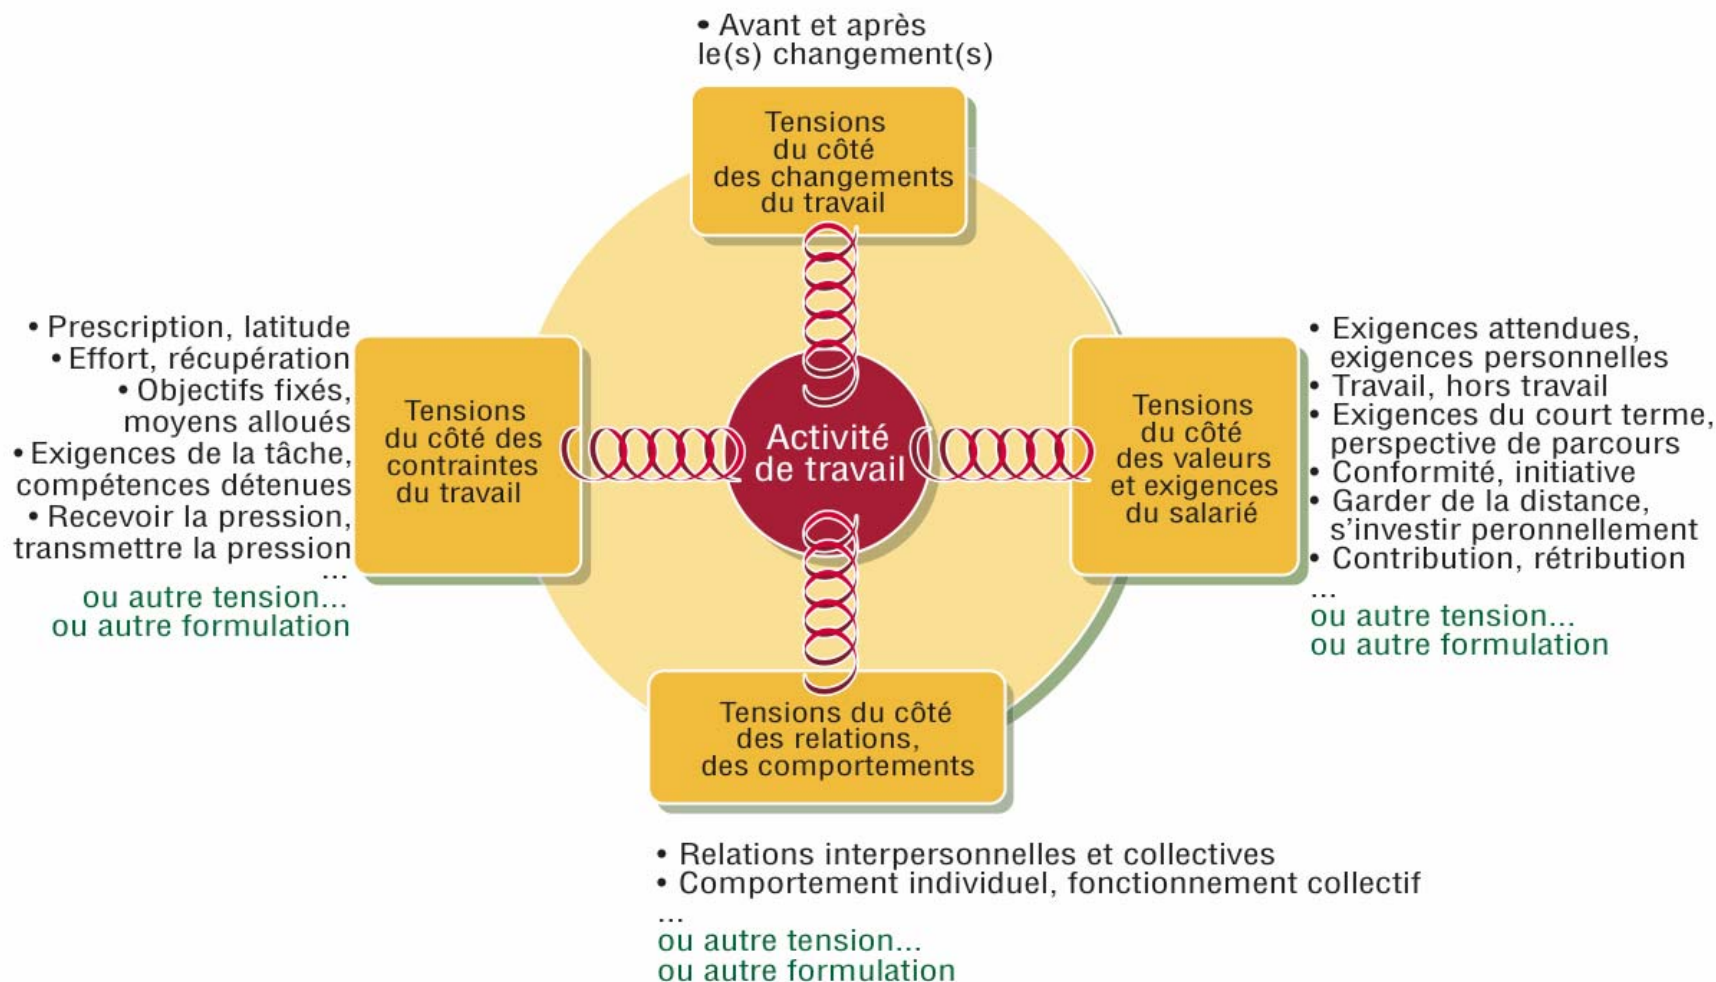 • Avant et après
le(s) changement(s)
Tensions
du côté
des changements
du travail
• Prescription, latitude
• Effort, récupération
• Objectifs fixés,
moyens alloués
• Exigences de la tâche,
compétences détenues
• Recevoir la pression,
transmettre la pression
...
ou autre tension...
ou autre formulation
Tensions
du côté des
contraintes
du travail
Activité
de travail
Tensions
du côté
des valeurs
et exigences
du salarié
• Exigences attendues,
exigences personnelles
• Travail, hors travail
• Exigences du court terme,
perspective de parcours
• Conformité, initiative
• Garder de la distance,
s'investir peronnellement
• Contribution, rétribution
...
ou autre tension...
ou autre formulation
Tensions du côté
des relations,
des comportements
• Relations interpersonnelles et collectives
• Comportement individuel, fonctionnement collectif
...
ou autre tension...
ou autre formulation